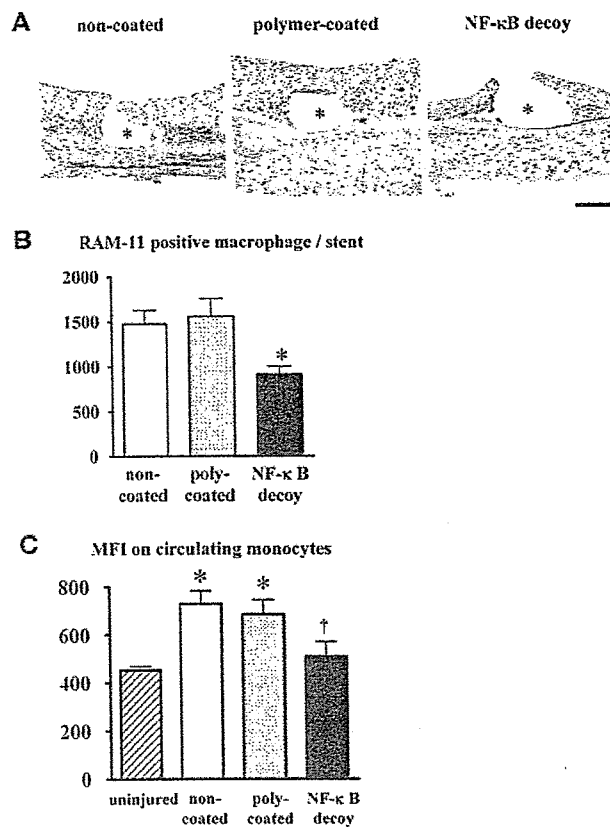 A
non-coated polymer-coated NF-κB decoy
* * *
B
RAM-11 positive macrophage / stent
2000
1500
1000
500
0
*
non-coated poly-coated NF-κ B decoy
C
MFI on circulating monocytes
800
600
400
200
0
* * †
uninjured non-coated poly-coated NF-κ B decoy